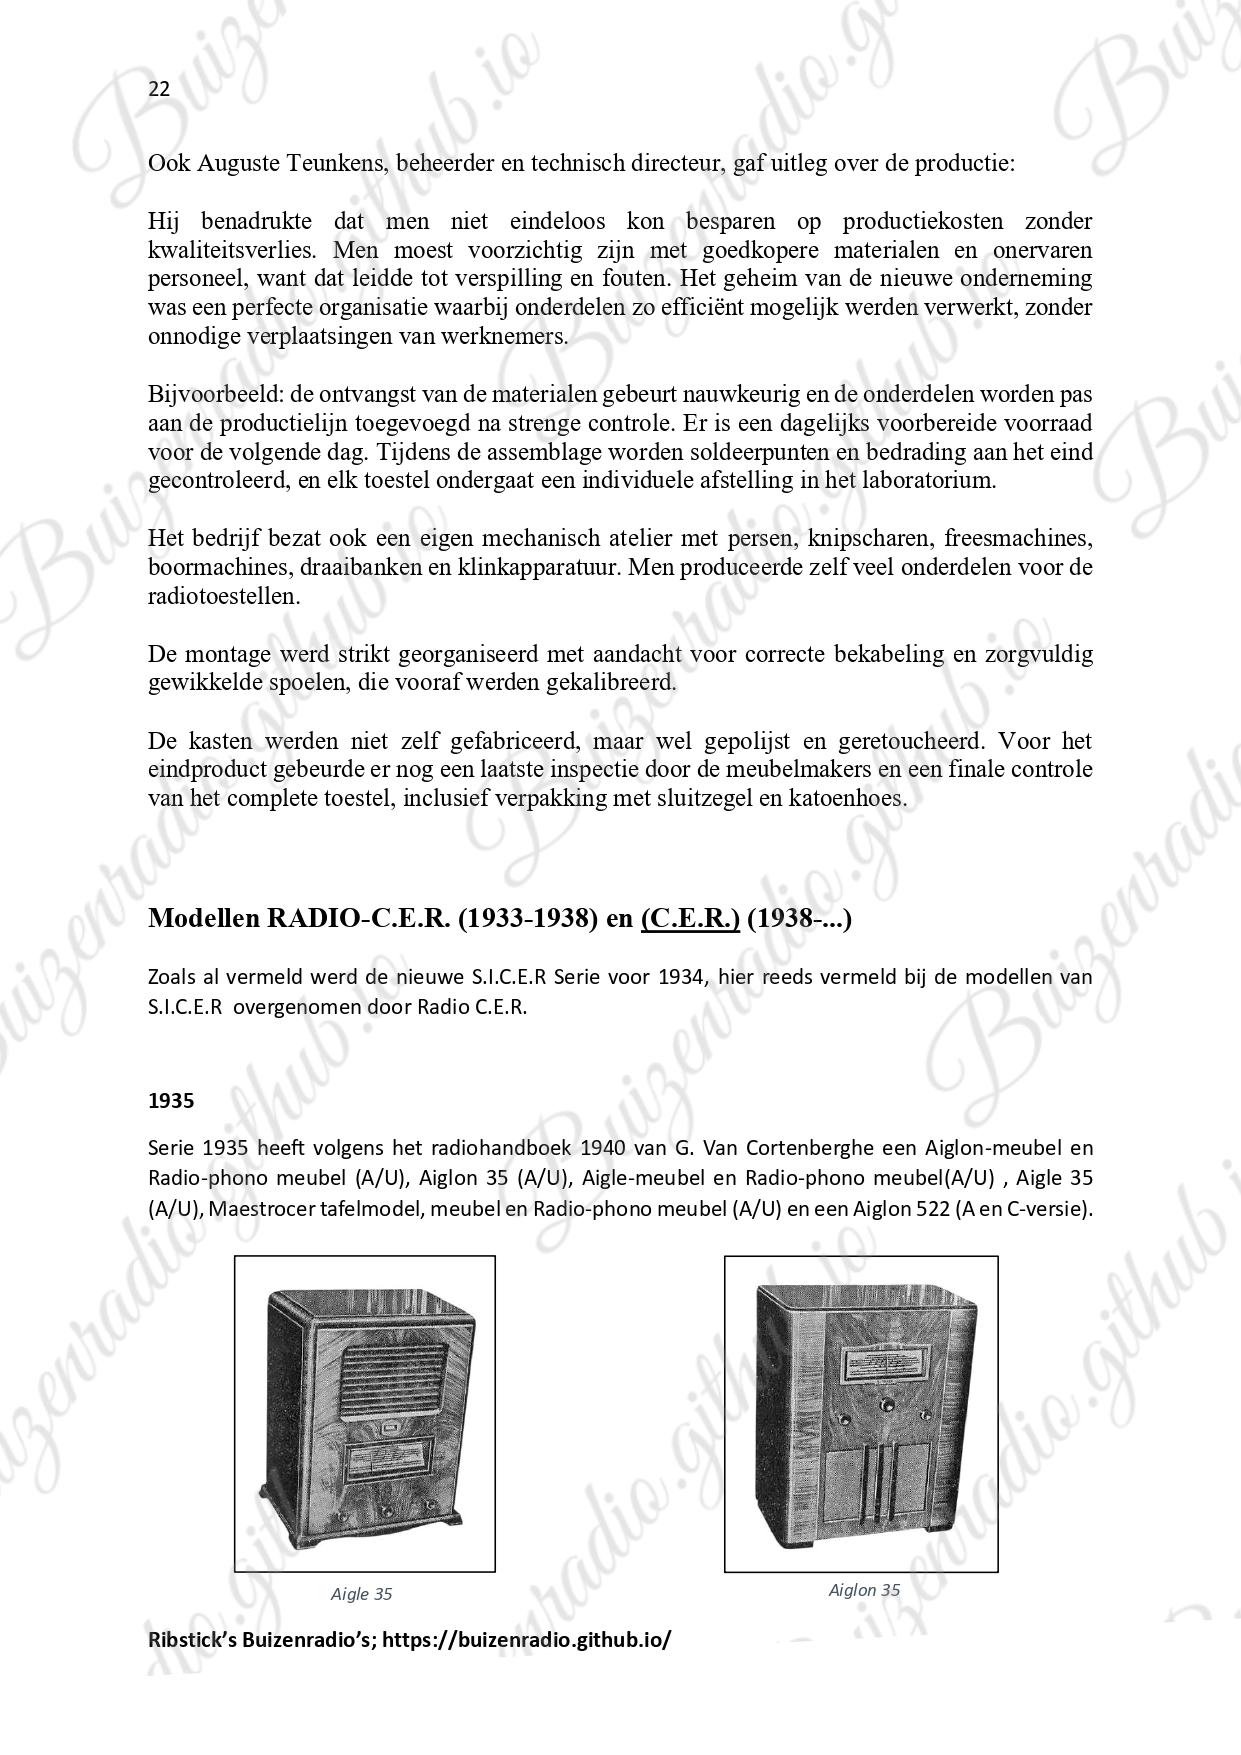 22
Ook Auguste Teunkens, beheerder en technisch directeur, gaf uitleg over de productie:
Hij benadrukte dat men niet eindeloos kon besparen op productiekosten zonder
kwaliteitsverlies. Men moest voorzichtig zijn met goedkopere materialen en onervaren
personeel, want dat leidde tot verspilling en fouten. Het geheim van de nieuwe onderneming
was een perfecte organisatie waarbij onderdelen zo efficiënt mogelijk werden verwerkt, zonder
onnodige verplaatsingen van werknemers.
Bijvoorbeeld: de ontvangst van de materialen gebeurt nauwkeurig en de onderdelen worden pas
aan de productielijn toegevoegd na strenge controle. Er is een dagelijks voorbereide voorraad
voor de volgende dag. Tijdens de assemblage worden soldeerpunten en bedrading aan het eind
gecontroleerd, en elk toestel ondergaat een individuele afstelling in het laboratorium.
Het bedrijf bezat ook een eigen mechanisch atelier met persen, knipscharen, freesmachines,
boormachines, draaibanken en klinkapparatuur. Men produceerde zelf veel onderdelen voor de
radiotoestellen.
De montage werd strikt georganiseerd met aandacht voor correcte bekabeling en zorgvuldig
gewikkelde spoelen, die vooraf werden gekalibreerd.
De kasten werden niet zelf gefabriceerd, maar wel gepolijst en geretoucheerd. Voor het
eindproduct gebeurde er nog een laatste inspectie door de meubelmakers en een finale controle
van het complete toestel, inclusief verpakking met sluitzegel en katoenhoes.
Modellen RADIO-C.E.R. (1933-1938) en (C.E.R.) (1938-...)
Zoals al vermeld werd de nieuwe S.I.C.E.R Serie voor 1934, hier reeds vermeld bij de modellen van
S.I.C.E.R overgenomen door Radio C.E.R.
1935
Serie 1935 heeft volgens het radiohandboek 1940 van G. Van Cortenberghe een Aiglon-meubel en
Radio-phono meubel (A/U), Aiglon 35 (A/U), Aigle-meubel en Radio-phono meubel(A/U) , Aigle 35
(A/U), Maestrocer tafelmodel, meubel en Radio-phono meubel (A/U) en een Aiglon 522 (A en C-versie).
Aigle 35
Aiglon 35
Ribstick’s Buizenradio’s; https://buizenradio.github.io/
Buizenradio.github.io